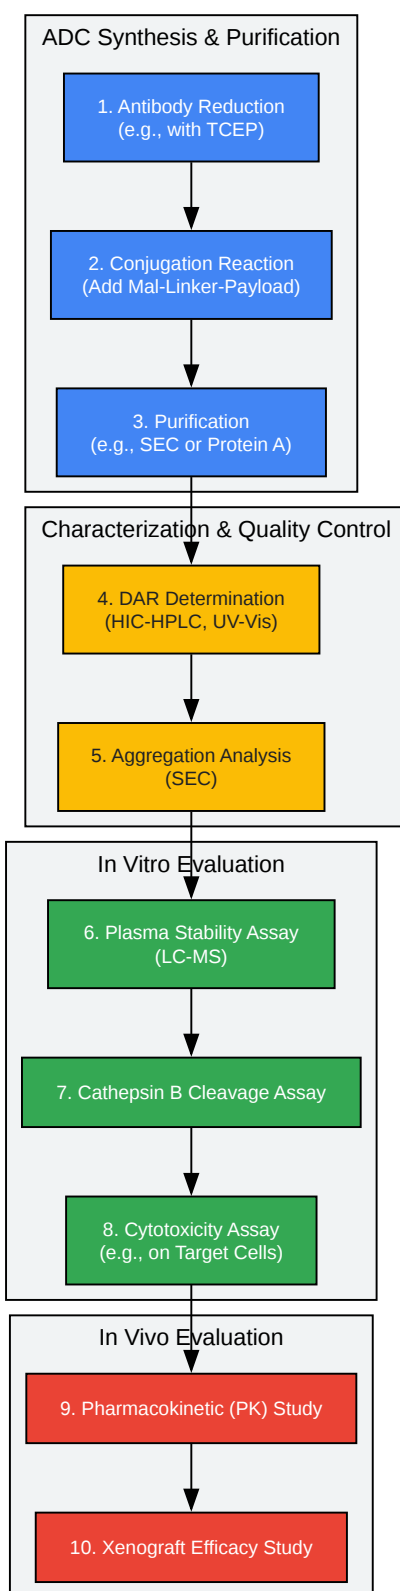 ADC Synthesis & Purification
1. Antibody Reduction
(e.g., with TCEP)
2. Conjugation Reaction
(Add Mal-Linker-Payload)
3. Purification
(e.g., SEC or Protein A)
Characterization & Quality Control
4. DAR Determination
(HIC-HPLC, UV-Vis)
5. Aggregation Analysis
(SEC)
In Vitro Evaluation
6. Plasma Stability Assay
(LC-MS)
7. Cathepsin B Cleavage Assay
8. Cytotoxicity Assay
(e.g., on Target Cells)
In Vivo Evaluation
9. Pharmacokinetic (PK) Study
10. Xenograft Efficacy Study